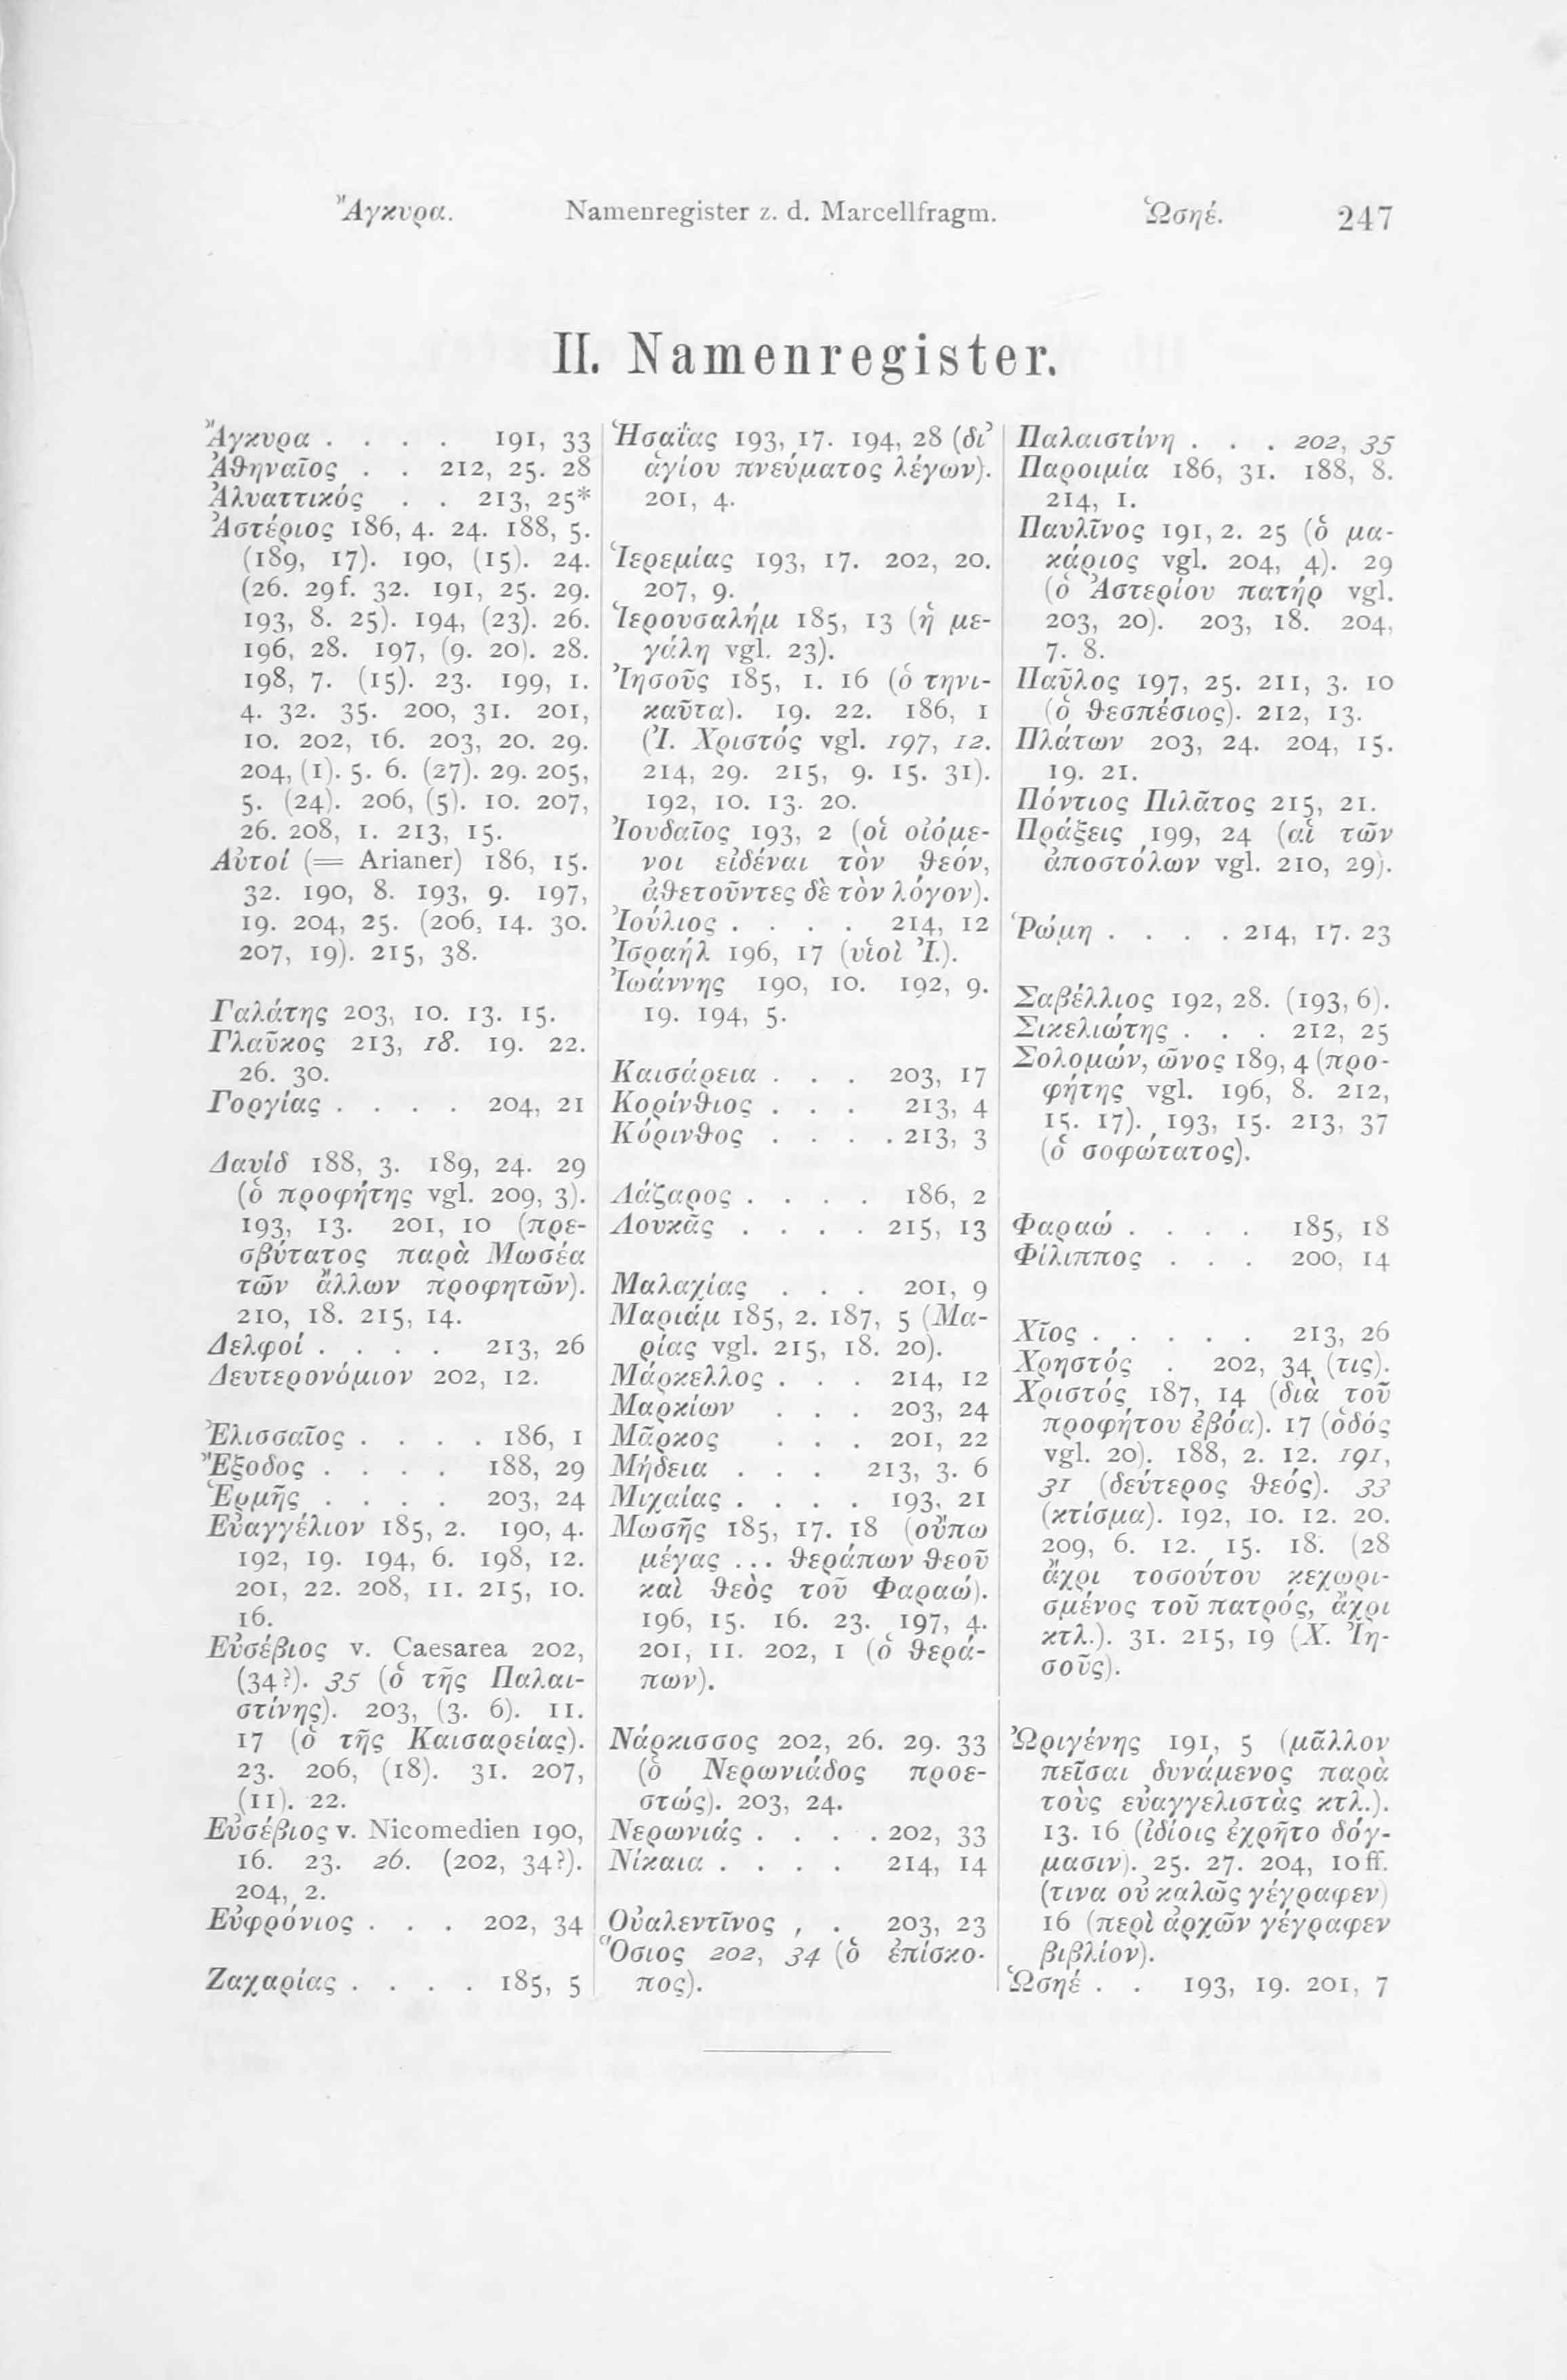 Ἄγκυρα. Namenregister z. d. Marcellfragm. Ὡσηέ. 247
II. Namenregister.
Ἄγκυρα . . . . 191, 33
Ἀθηναῖος . . 212, 25. 28
Ἀλυαττικός . . 213, 25*
Ἀστέριος 186, 4. 24. 188, 5.
(189, 17). 190, (15). 24.
(26. 29f. 32. 191, 25. 29.
193, 8. 25). 194, (23). 26.
196, 28. 197, (9. 20). 28.
198, 7. (15). 23. 199, 1.
4. 32. 35. 200, 31. 201,
10. 202, 16. 203, 20. 29.
204, (1). 5. 6. (27). 29. 205,
5. (24). 206, (5). 10. 207,
26. 208, 1. 213, 15.
Αὐτοί (= Arianer) 186, 15.
32. 190, 8. 193, 9. 197,
19. 204, 25. (206, 14. 30.
207, 19). 215, 38.
Γαλάτης 203, 10. 13. 15.
Γλαῦκος 213, 18. 19. 22.
26. 30.
Γοργίας . . . . 204, 21
Δαυίδ 188, 3. 189, 24. 29
(ὁ προφήτης vgl. 209, 3).
193, 13. 201, 10 (πρε-
σβύτατος παρὰ Μωσέα
τῶν ἄλλων προφητῶν).
210, 18. 215, 14.
Δελφοί . . . . 213, 26
Δευτερονόμιον 202, 12.
Ἐλισσαῖος . . . . 186, 1
Ἔξοδος . . . . 188, 29
Ἑρμῆς . . . . 203, 24
Εὐαγγέλιον 185, 2. 190, 4.
192, 19. 194, 6. 198, 12.
201, 22. 208, 11. 215, 10.
16.
Εὐσέβιος v. Caesarea 202,
(34?). 35 (ὁ τῆς Παλαι-
στίνης). 203, (3. 6). 11.
17 (ὁ τῆς Καισαρείας).
23. 206, (18). 31. 207,
(11). 22.
Εὐσέβιος v. Nicomedien 190,
16. 23. 26. (202, 34?).
204, 2.
Εὐφρόνιος . . . 202, 34
Ζαχαρίας . . . . 185, 5
Ἡσαΐας 193, 17. 194, 28 (δι’
ἁγίου πνεύματος λέγων).
201, 4.
Ἱερεμίας 193, 17. 202, 20.
207, 9.
Ἱερουσαλήμ 185, 13 (ἡ με-
γάλη vgl. 23).
Ἰησοῦς 185, 1. 16 (ὁ τηνι-
καῦτα). 19. 22. 186, 1
(Ἰ. Χριστός vgl. 197, 12.
214, 29. 215, 9. 15. 31).
192, 10. 13. 20.
Ἰουδαῖος 193, 2 (οἱ οἰόμε-
νοι εἰδέναι τὸν θεόν,
ἀθετοῦντες δὲ τὸν λόγον).
Ἰούλιος . . . . 214, 12
Ἰσραήλ 196, 17 (υἱοὶ Ἰ.).
Ἰωάννης 190, 10. 192, 9.
19. 194, 5.
Καισάρεια . . . 203, 17
Κορίνθιος . . . 213, 4
Κόρινθος . . . . 213, 3
Λάζαρος . . . . 186, 2
Λουκᾶς . . . . 215, 13
Μαλαχίας . . . 201, 9
Μαριάμ 185, 2. 187, 5 (Μα-
ρίας vgl. 215, 18. 20).
Μάρκελλος . . . 214, 12
Μαρκίων . . . 203, 24
Μᾶρκος . . . 201, 22
Μήδεια . . . 213, 3. 6
Μιχαίας . . . . 193, 21
Μωσῆς 185, 17. 18 (οὔπω
μέγας ... θεράπων θεοῦ
καὶ θεὸς τοῦ Φαραώ).
196, 15. 16. 23. 197, 4.
201, 11. 202, 1 (ὁ θερά-
πων).
Νάρκισσος 202, 26. 29. 33
(ὁ Νερωνιάδος προε-
στώς). 203, 24.
Νερωνιάς . . . . 202, 33
Νίκαια . . . . 214, 14
Οὐαλεντῖνος , . 203, 23
Ὅσιος 202, 34 (ὁ ἐπίσκο-
πος).
Παλαιστίνη . . . 202, 35
Παροιμία 186, 31. 188, 8.
214, 1.
Παυλῖνος 191, 2. 25 (ὁ μα-
κάριος vgl. 204, 4). 29
(ὁ Ἀστερίου πατήρ vgl.
203, 20). 203, 18. 204,
7. 8.
Παῦλος 197, 25. 211, 3. 10
(ὁ θεσπέσιος). 212, 13.
Πλάτων 203, 24. 204, 15.
19. 21.
Πόντιος Πιλᾶτος 215, 21.
Πράξεις 199, 24 (αἱ τῶν
ἀποστόλων vgl. 210, 29).
Ῥώμη . . . . 214, 17. 23
Σαβέλλιος 192, 28. (193, 6).
Σικελιώτης . . . 212, 25
Σολομών, ῶνος 189, 4 (προ-
φήτης vgl. 196, 8. 212,
15. 17). 193, 15. 213, 37
(ὁ σοφώτατος).
Φαραώ . . . . 185, 18
Φίλιππος . . . 200, 14
Χῖος . . . . . 213, 26
Χρηστός . 202, 34 (τις).
Χριστός 187, 14 (διὰ τοῦ
προφήτου ἐβόα). 17 (ὁδός
vgl. 20). 188, 2. 12. 191,
31 (δεύτερος θεός). 33
(κτίσμα). 192, 10. 12. 20.
209, 6. 12. 15. 18. (28
ἄχρι τοσούτου κεχωρι-
σμένος τοῦ πατρός, ἄχρι
κτλ.). 31. 215, 19 (Χ. Ἰη-
σοῦς).
Ὠριγένης 191, 5 (μᾶλλον
πεῖσαι δυνάμενος παρὰ
τοὺς εὐαγγελιστὰς κτλ.).
13. 16 (ἰδίοις ἐχρῆτο δόγ-
μασιν). 25. 27. 204, 10ff.
(τινα οὐ καλῶς γέγραφεν)
16 (περὶ ἀρχῶν γέγραφεν
βιβλίον).
Ὡσηέ . . 193, 19. 201, 7